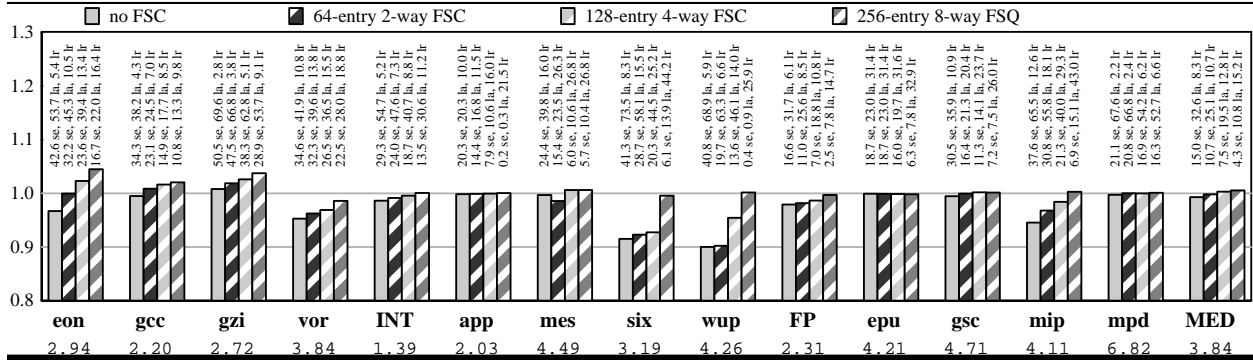 no FSC 64-entry 2-way FSC 128-entry 4-way FSC 256-entry 8-way FSQ
1.3
1.2
1.1
1.0
0.9
0.8
42.6 se, 53.7 la, 5.4 lr
32.2 se, 45.3 la, 10.5 lr
23.6 se, 39.4 la, 13.4 lr
16.7 se, 22.0 la, 16.4 lr
34.3 se, 38.2 la, 4.3 lr
23.1 se, 24.5 la, 7.0 lr
14.9 se, 17.7 la, 8.5 lr
10.8 se, 13.3 la, 9.8 lr
50.5 se, 69.6 la, 2.8 lr
47.5 se, 66.8 la, 3.8 lr
38.3 se, 62.8 la, 5.1 lr
28.9 se, 53.7 la, 9.1 lr
34.6 se, 41.9 la, 10.8 lr
32.3 se, 39.6 la, 13.8 lr
26.5 se, 36.5 la, 15.5 lr
22.5 se, 28.0 la, 18.8 lr
29.3 se, 54.7 la, 5.2 lr
24.0 se, 47.6 la, 7.3 lr
18.7 se, 40.7 la, 8.8 lr
13.5 se, 30.6 la, 11.2 lr
20.3 se, 20.3 la, 10.0 lr
14.4 se, 16.8 la, 11.5 lr
7.9 se, 10.6 la, 16.0 lr
0.2 se, 0.3 la, 21.5 lr
24.4 se, 39.8 la, 16.0 lr
15.4 se, 23.5 la, 26.3 lr
6.0 se, 10.6 la, 26.8 lr
5.7 se, 10.4 la, 26.8 lr
41.3 se, 73.5 la, 8.3 lr
28.7 se, 58.1 la, 15.5 lr
20.3 se, 44.5 la, 25.2 lr
6.1 se, 13.9 la, 44.2 lr
40.8 se, 68.9 la, 5.9 lr
19.7 se, 63.3 la, 6.6 lr
13.6 se, 46.1 la, 14.0 lr
0.4 se, 0.9 la, 25.9 lr
16.6 se, 31.7 la, 6.1 lr
11.0 se, 25.6 la, 8.5 lr
7.0 se, 18.8 la, 10.8 lr
2.5 se, 7.8 la, 14.7 lr
18.7 se, 23.0 la, 31.4 lr
18.7 se, 23.0 la, 31.4 lr
16.0 se, 19.7 la, 31.6 lr
6.3 se, 7.8 la, 32.9 lr
30.5 se, 35.9 la, 10.9 lr
16.4 se, 21.3 la, 20.4 lr
11.3 se, 14.1 la, 23.7 lr
7.2 se, 7.5 la, 26.0 lr
37.6 se, 65.5 la, 12.6 lr
30.8 se, 55.8 la, 18.1 lr
21.3 se, 40.0 la, 29.3 lr
6.9 se, 15.1 la, 43.0 lr
21.1 se, 67.6 la, 2.2 lr
20.8 se, 66.8 la, 2.4 lr
16.9 se, 54.2 la, 6.2 lr
16.3 se, 52.7 la, 6.6 lr
15.0 se, 32.6 la, 8.3 lr
10.7 se, 25.1 la, 10.7 lr
7.5 se, 19.5 la, 12.8 lr
4.3 se, 10.8 la, 15.2 lr
eon gcc gzi vor INT app mes six wup FP epu gsc mip mpd MED
2.94 2.20 2.72 3.84 1.39 2.03 4.49 3.19 4.26 2.31 4.21 4.71 4.11 6.82 3.84